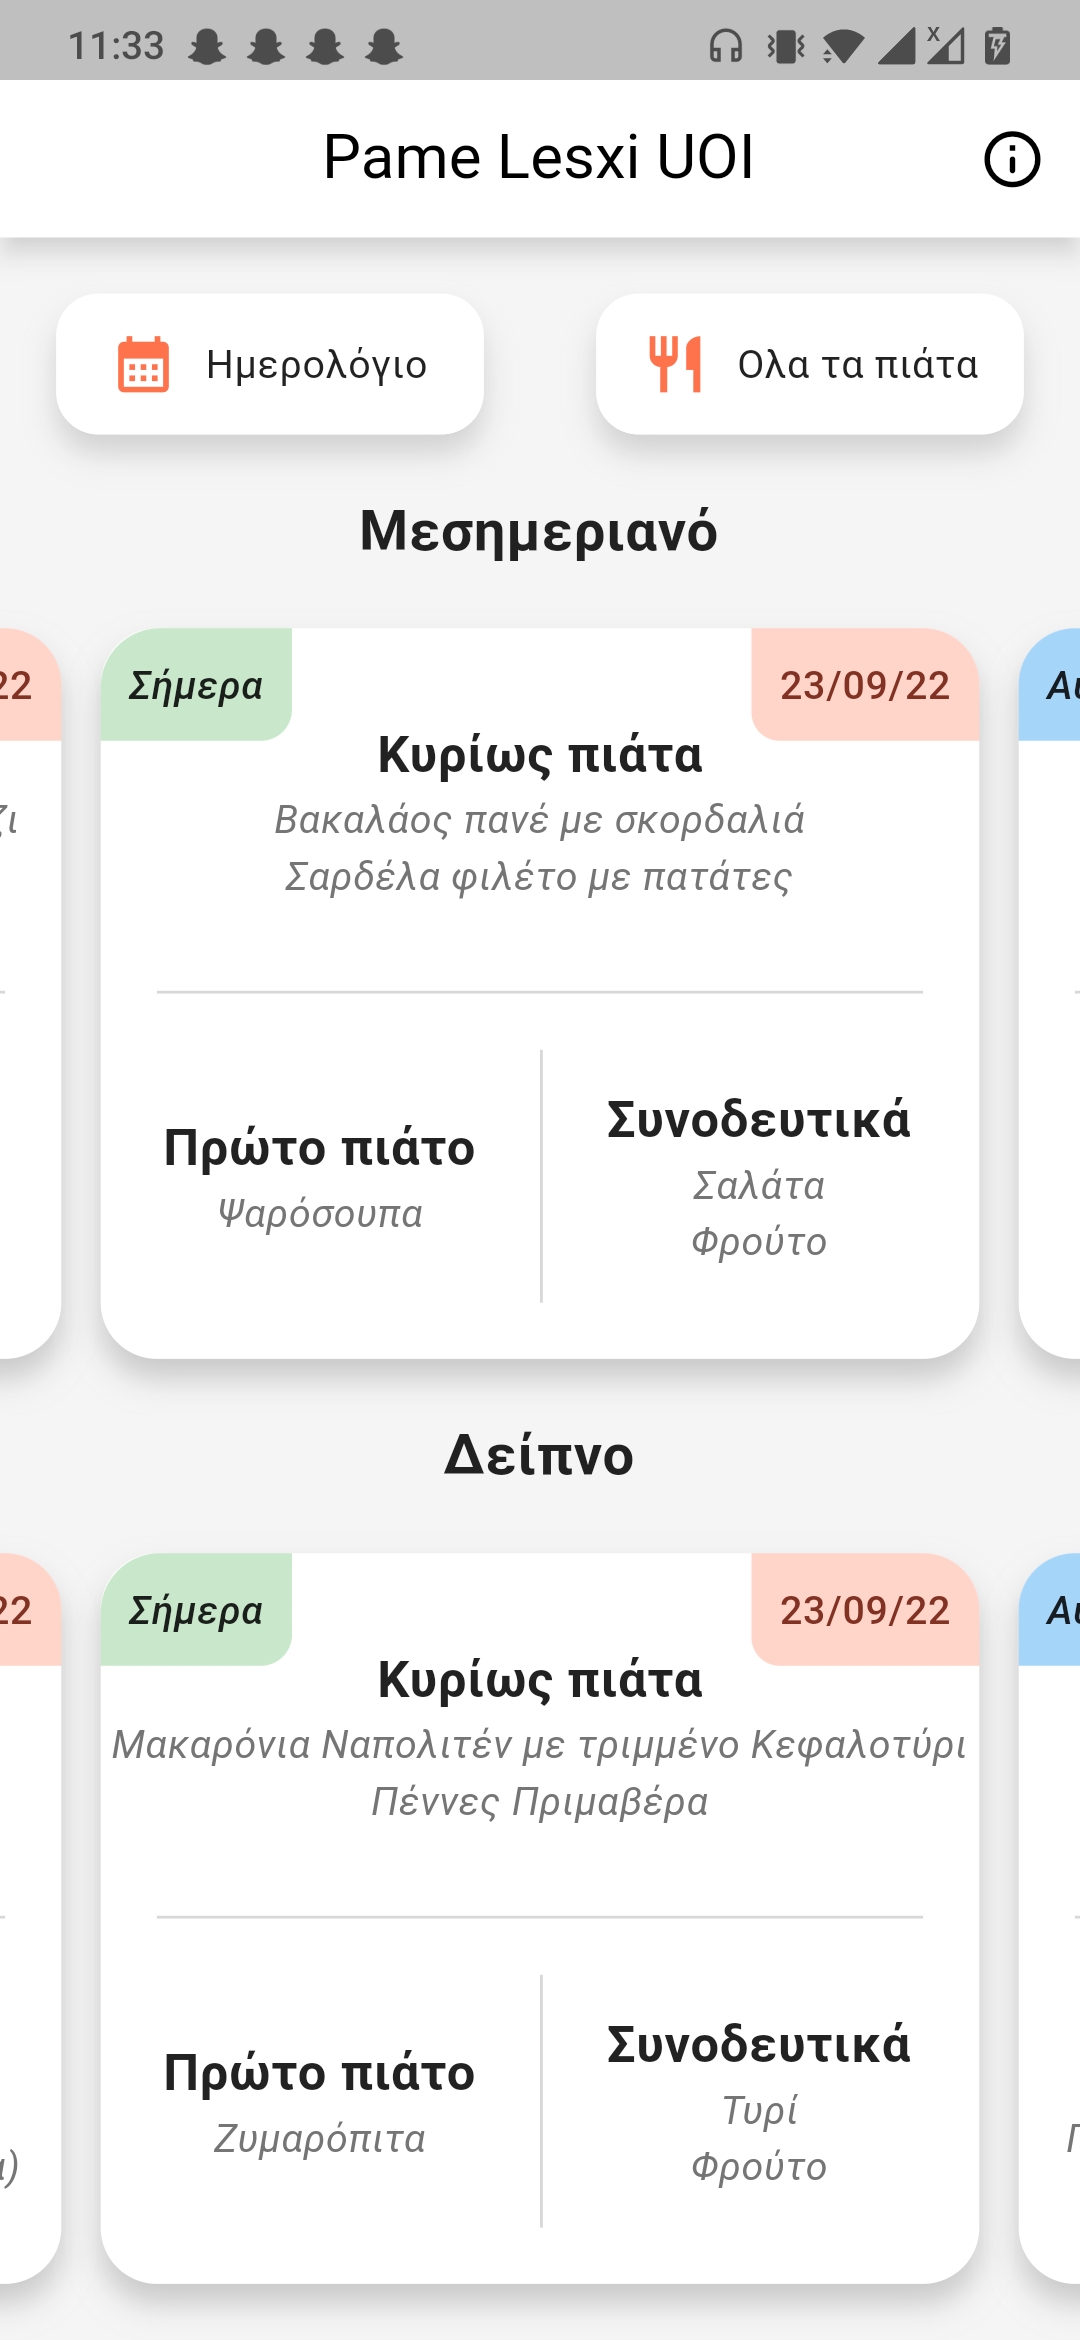 11:33
Pame Lesxi UOI
Ημερολόγιο
Ολα τα πιάτα
Μεσημεριανό
22
Σήμερα
23/09/22
Κυρίως πιάτα
Βακαλάος πανέ με σκορδαλιά
Σαρδέλα φιλέτο με πατάτες
Πρώτο πιάτο
Ψαρόσουπα
Συνοδευτικά
Σαλάτα
Φρούτο
Δείπνο
22
Σήμερα
23/09/22
Κυρίως πιάτα
Μακαρόνια Ναπολιτέν με τριμμένο Κεφαλοτύρι
Πέννες Πριμαβέρα
Πρώτο πιάτο
Ζυμαρόπιτα
Συνοδευτικά
Τυρί
Φρούτο